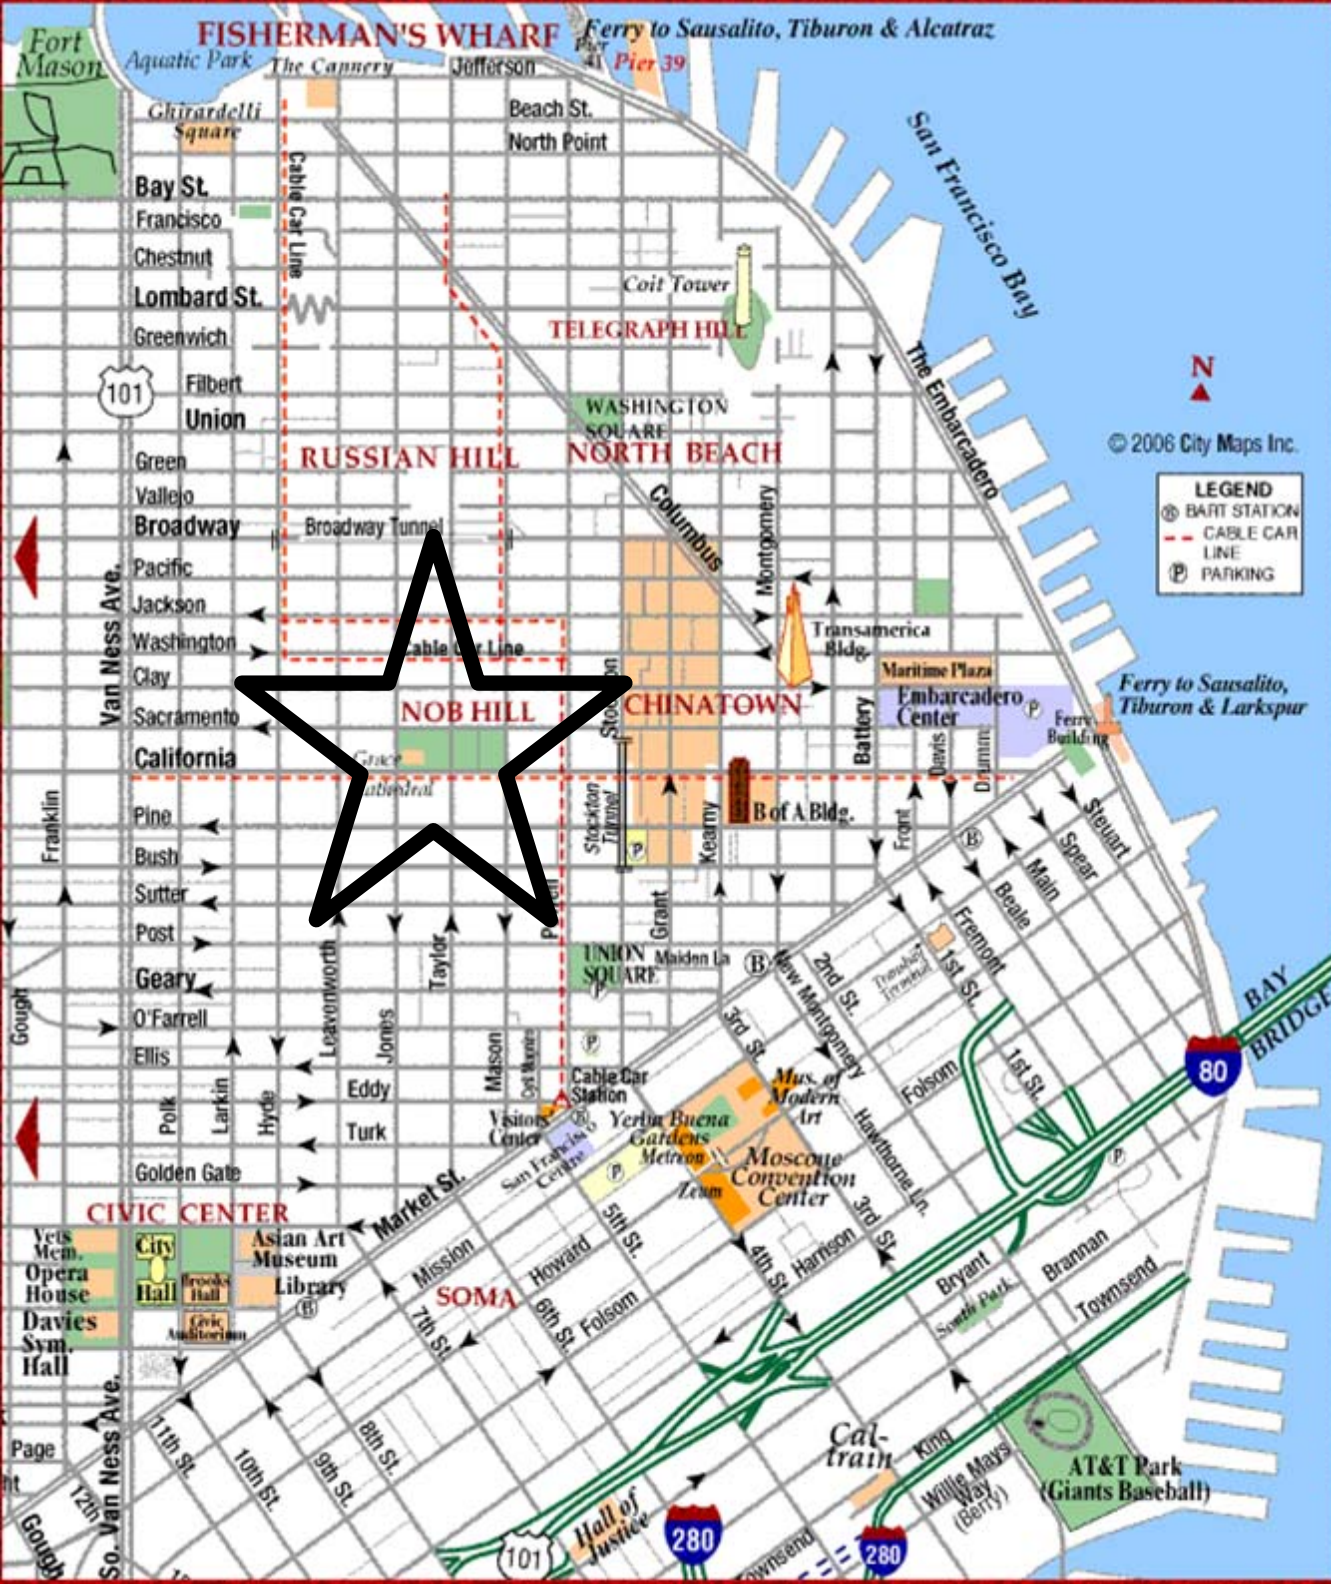 FISHERMAN'S WHARF
Ferry to Sausalito, Tiburon & Alcatraz
Fort
Mason
Aquatic Park
The Cannery
Jefferson
Pier
41
Pier 39
Ghirardelli
Square
Beach St.
North Point
San Francisco Bay
Bay St.
Cable Car Line
Francisco
Chestnut
Coit Tower
Lombard St.
TELEGRAPH HILL
Greenwich
The Embarcadero
N
101
Filbert
WASHINGTON
SQUARE
Union
© 2006 City Maps Inc.
RUSSIAN HILL
NORTH BEACH
Green
LEGEND
B BART STATION
CABLE CAR
LINE
P PARKING
Vallejo
Columbus
Montgomery
Broadway
Broadway Tunnel
Pacific
Van Ness Ave.
Jackson
Transamerica
Bldg.
Washington
Cable Car Line
Maritime Plaza
Clay
Embarcadero
Center
P
Ferry to Sausalito,
Tiburon & Larkspur
NOB HILL
CHINATOWN
Sacramento
Battery
Davis
Drumm
Ferry
Building
California
Grace
Franklin
Stockton
Tunnel
Kearny
B of A Bldg.
Front
Steuart
Pine
Bush
P
B
Spear
Main
Beale
Sutter
Grant
Fremont
Post
Leavenworth
Taylor
UNION
SQUARE
P
Maiden La
B
New Montgomery
2nd St.
Transbay
Terminal
1st St.
Geary
BAY
BRIDGE
Gough
O'Farrell
Jones
Mason
3rd St.
Ellis
P
80
Polk
Larkin
Hyde
Eddy
Cable Car
Station
Mus. of
Modern
Art
Folsom
1st St.
Visitors
Center
B
Yerba Buena
Gardens
Metreon
Hawthorne Ln.
Turk
San Francisco
Centre
P
Zeum
Moscone
Convention
Center
P
Golden Gate
Market St.
CIVIC CENTER
5th St.
3rd St.
Vets
Mem.
City
Hall
Asian Art
Museum
Mission
Howard
4th St.
Harrison
Bryant
Brannan
Opera
House
Brooks
Hall
Library
B
SOMA
South Park
Townsend
Davies
Sym.
Hall
Civic
Auditorium
7th St.
6th St.
Folsom
So. Van Ness Ave.
Page
11th St.
10th St.
9th St.
8th St.
12th
Gough
Cal-
train
King
Willie Mays
Way
(Berry)
AT&T Park
(Giants Baseball)
Hall of
Justice
101
280
Townsend
280